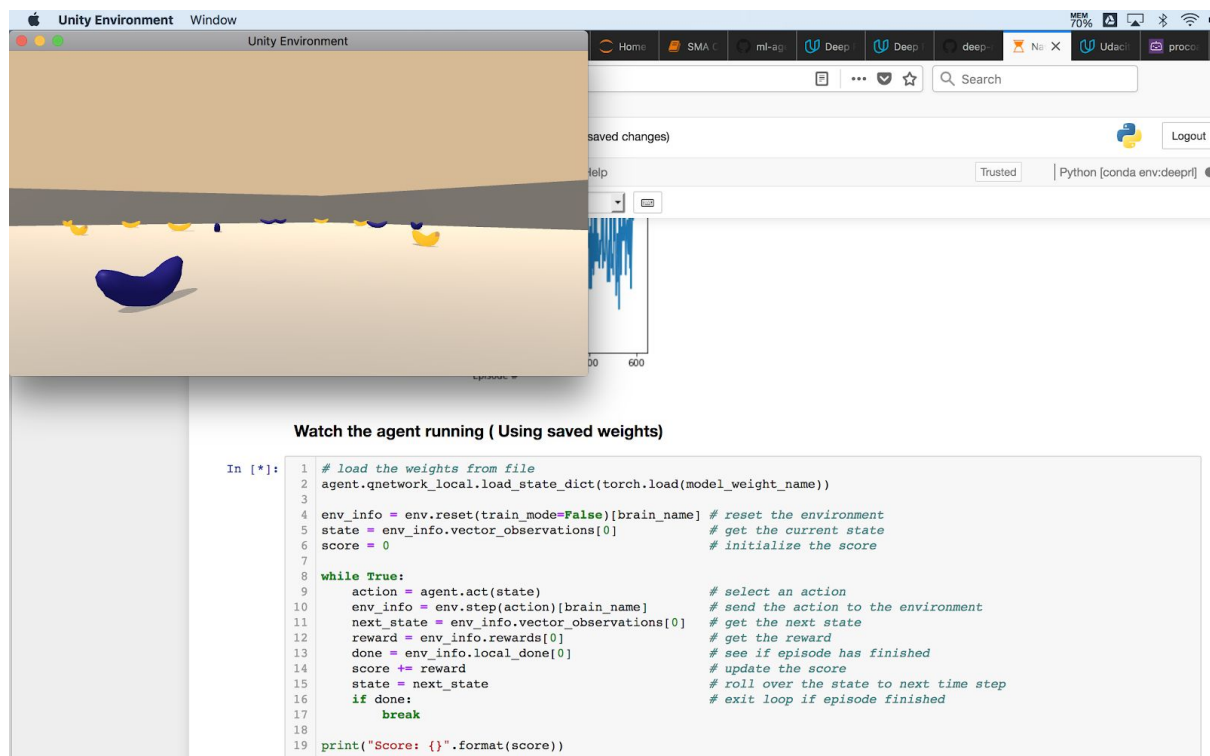 Unity Environment Window MEM 70%
Unity Environment
Home SMA ml-ag Deep Deep deep- Na Udaci proco
Search
saved changes) Logout
Help Trusted Python [conda env:deeprl]
600
Watch the agent running ( Using saved weights)
In [*]:
1 # load the weights from file
2 agent.qnetwork_local.load_state_dict(torch.load(model_weight_name))
3
4 env_info = env.reset(train_mode=False)[brain_name] # reset the environment
5 state = env_info.vector_observations[0] # get the current state
6 score = 0 # initialize the score
7
8 while True:
9 action = agent.act(state) # select an action
10 env_info = env.step(action)[brain_name] # send the action to the environment
11 next_state = env_info.vector_observations[0] # get the next state
12 reward = env_info.rewards[0] # get the reward
13 done = env_info.local_done[0] # see if episode has finished
14 score += reward # update the score
15 state = next_state # roll over the state to next time step
16 if done: # exit loop if episode finished
17 break
18
19 print("Score: {}".format(score))